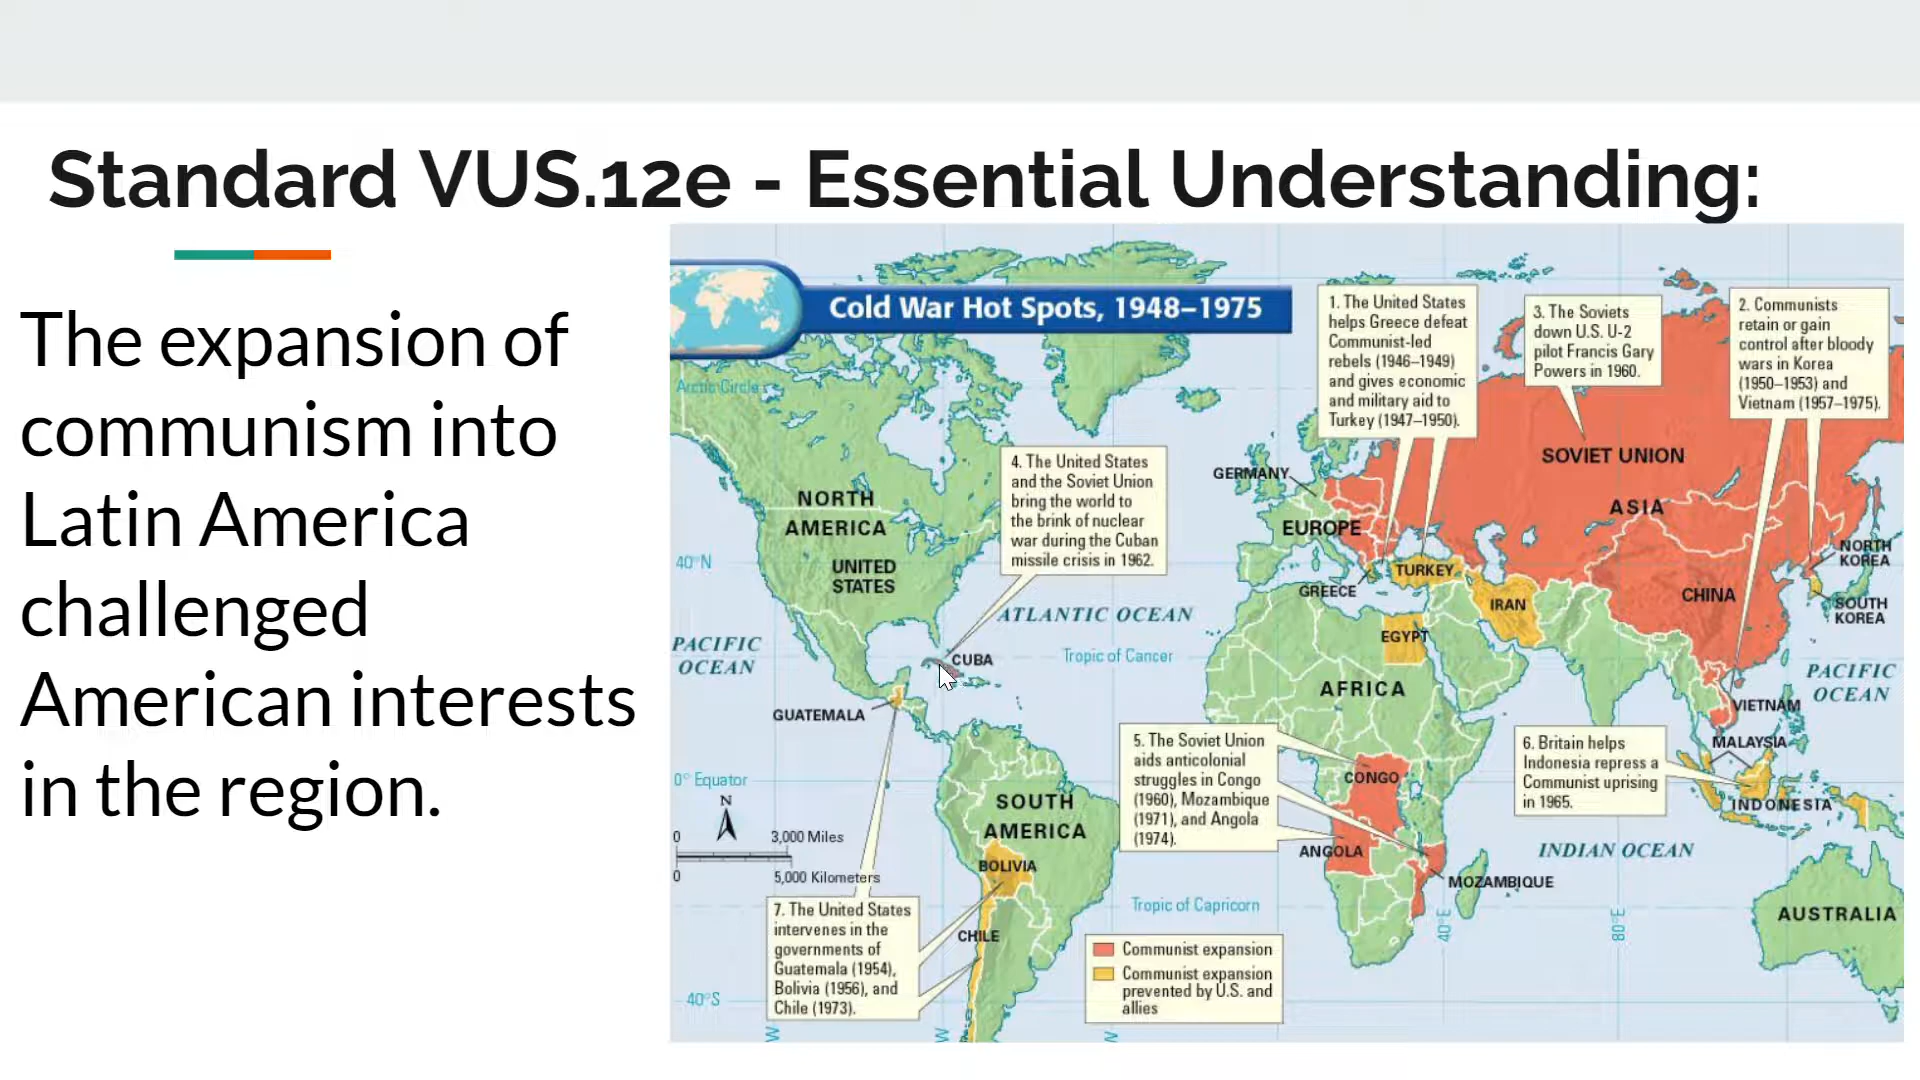 Standard VUS.12e - Essential Understanding:
The expansion of
communism into
Latin America
challenged
American interests
in the region.
Cold War Hot Spots, 1948–1975
1. The United States
helps Greece defeat
Communist-led
rebels (1946–1949)
and gives economic
and military aid to
Turkey (1947–1950).
3. The Soviets
down U.S. U-2
pilot Francis Gary
Powers in 1960.
2. Communists
retain or gain
control after bloody
wars in Korea
(1950–1953) and
Vietnam (1957–1975).
Arctic Circle
4. The United States
and the Soviet Union
bring the world to
the brink of nuclear
war during the Cuban
missile crisis in 1962.
NORTH
AMERICA
UNITED
STATES
40°N
GERMANY
EUROPE
SOVIET UNION
ASIA
NORTH
KOREA
TURKEY
GREECE
IRAN
CHINA
SOUTH
KOREA
ATLANTIC OCEAN
EGYPT
PACIFIC
OCEAN
CUBA
Tropic of Cancer
AFRICA
PACIFIC
OCEAN
GUATEMALA
VIETNAM
MALAYSIA
5. The Soviet Union
aids anticolonial
struggles in Congo
(1960), Mozambique
(1971), and Angola
(1974).
6. Britain helps
Indonesia repress a
Communist uprising
in 1965.
0° Equator
CONGO
INDONESIA
N
SOUTH
AMERICA
0
3,000 Miles
0
5,000 Kilometers
ANGOLA
INDIAN OCEAN
BOLIVIA
MOZAMBIQUE
7. The United States
intervenes in the
governments of
Guatemala (1954),
Bolivia (1956), and
Chile (1973).
Tropic of Capricorn
CHILE
40°E
80°E
AUSTRALIA
Communist expansion
Communist expansion
prevented by U.S. and
allies
40°S
W
W
W